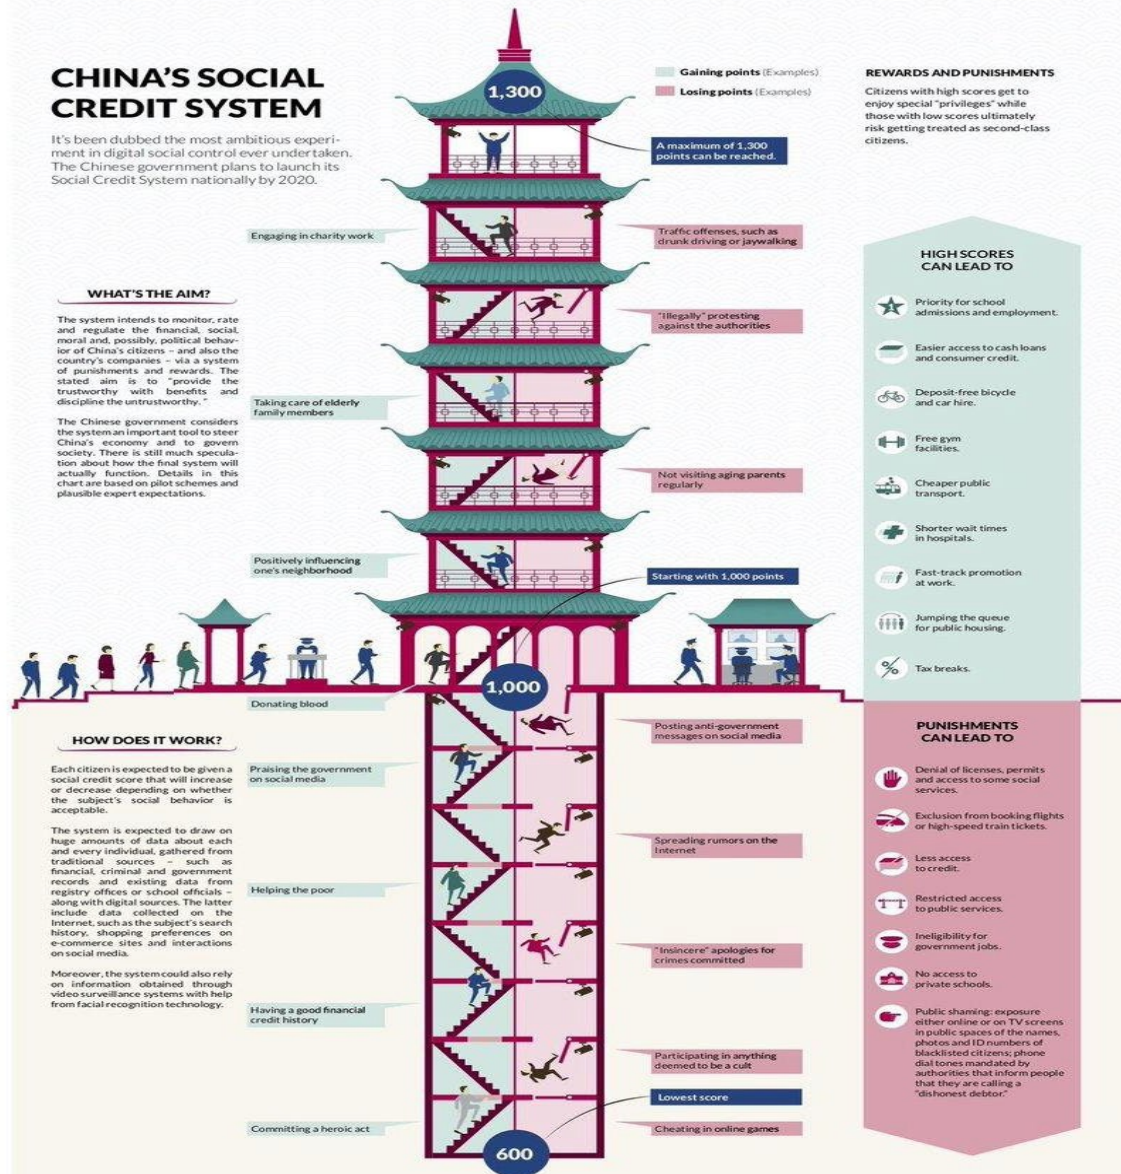 CHINA'S SOCIAL
CREDIT SYSTEM
It's been dubbed the most ambitious experi-
ment in digital social control ever undertaken.
The Chinese government plans to launch its
Social Credit System nationally by 2020.
WHAT'S THE AIM?
The system intends to monitor, rate
and regulate the financial, social,
moral and, possibly, political behav-
ior of China's citizens – and also the
country's companies – via a system
of punishments and rewards. The
stated aim is to "provide the
trustworthy with benefits and
discipline the untrustworthy. "
The Chinese government considers
the system an important tool to steer
China's economy and to govern
society. There is still much specula-
tion about how the final system will
actually function. Details in this
chart are based on pilot schemes and
plausible expert expectations.
HOW DOES IT WORK?
Each citizen is expected to be given a
social credit score that will increase
or decrease depending on whether
the subject's social behavior is
acceptable.
The system is expected to draw on
huge amounts of data about each
and every individual, gathered from
traditional sources – such as
financial, criminal and government
records and existing data from
registry offices or school officials –
along with digital sources. The latter
include data collected on the
Internet, such as the subject's search
history, shopping preferences on
e-commerce sites and interactions
on social media.
Moreover, the system could also rely
on information obtained through
video surveillance systems with help
from facial recognition technology.
Gaining points (Examples)
Losing points (Examples)
1,300
A maximum of 1,300
points can be reached.
Engaging in charity work
Traffic offenses, such as
drunk driving or jaywalking
"Illegally" protesting
against the authorities
Taking care of elderly
family members
Not visiting aging parents
regularly
Positively influencing
one's neighborhood
Starting with 1,000 points
1,000
Donating blood
Posting anti-government
messages on social media
Praising the government
on social media
Spreading rumors on the
Internet
Helping the poor
"Insincere" apologies for
crimes committed
Having a good financial
credit history
Participating in anything
deemed to be a cult
Lowest score
Committing a heroic act
Cheating in online games
600
REWARDS AND PUNISHMENTS
Citizens with high scores get to
enjoy special "privileges" while
those with low scores ultimately
risk getting treated as second-class
citizens.
HIGH SCORES
CAN LEAD TO
Priority for school
admissions and employment.
Easier access to cash loans
and consumer credit.
Deposit-free bicycle
and car hire.
Free gym
facilities.
Cheaper public
transport.
Shorter wait times
in hospitals.
Fast-track promotion
at work.
Jumping the queue
for public housing.
%
Tax breaks.
PUNISHMENTS
CAN LEAD TO
Denial of licenses, permits
and access to some social
services.
Exclusion from booking flights
or high-speed train tickets.
Less access
to credit.
Restricted access
to public services.
Ineligibility for
government jobs.
No access to
private schools.
Public shaming: exposure
either online or on TV screens
in public spaces of the names,
photos and ID numbers of
blacklisted citizens; phone
dial tones mandated by
authorities that inform people
that they are calling a
"dishonest debtor."